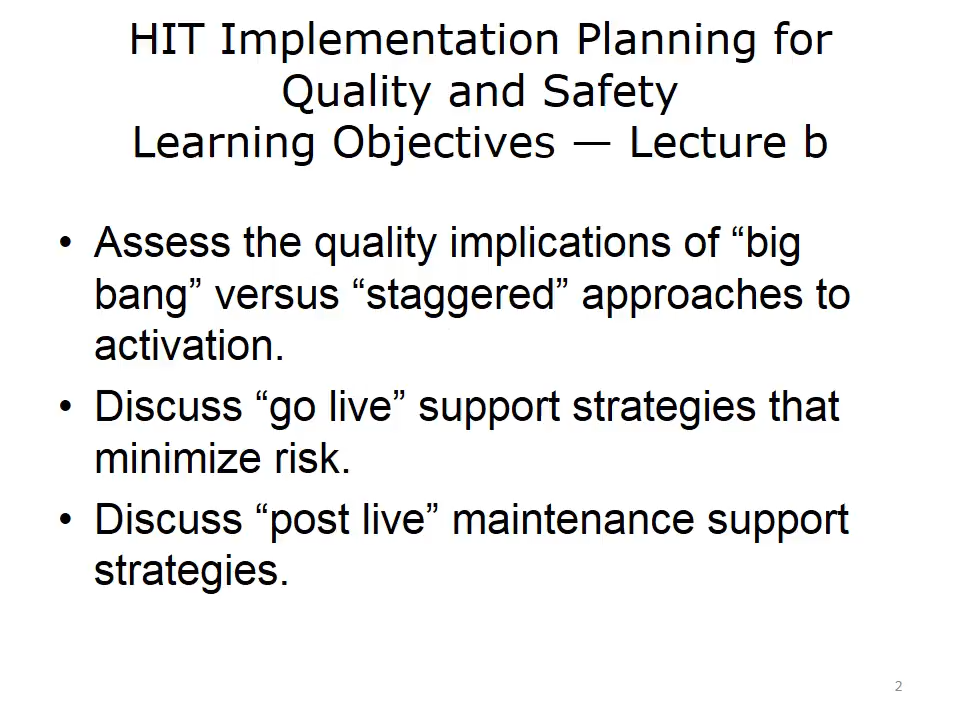 HIT Implementation Planning for
Quality and Safety
Learning Objectives — Lecture b
• Assess the quality implications of “big
bang” versus “staggered” approaches to
activation.
• Discuss “go live” support strategies that
minimize risk.
• Discuss “post live” maintenance support
strategies.
2